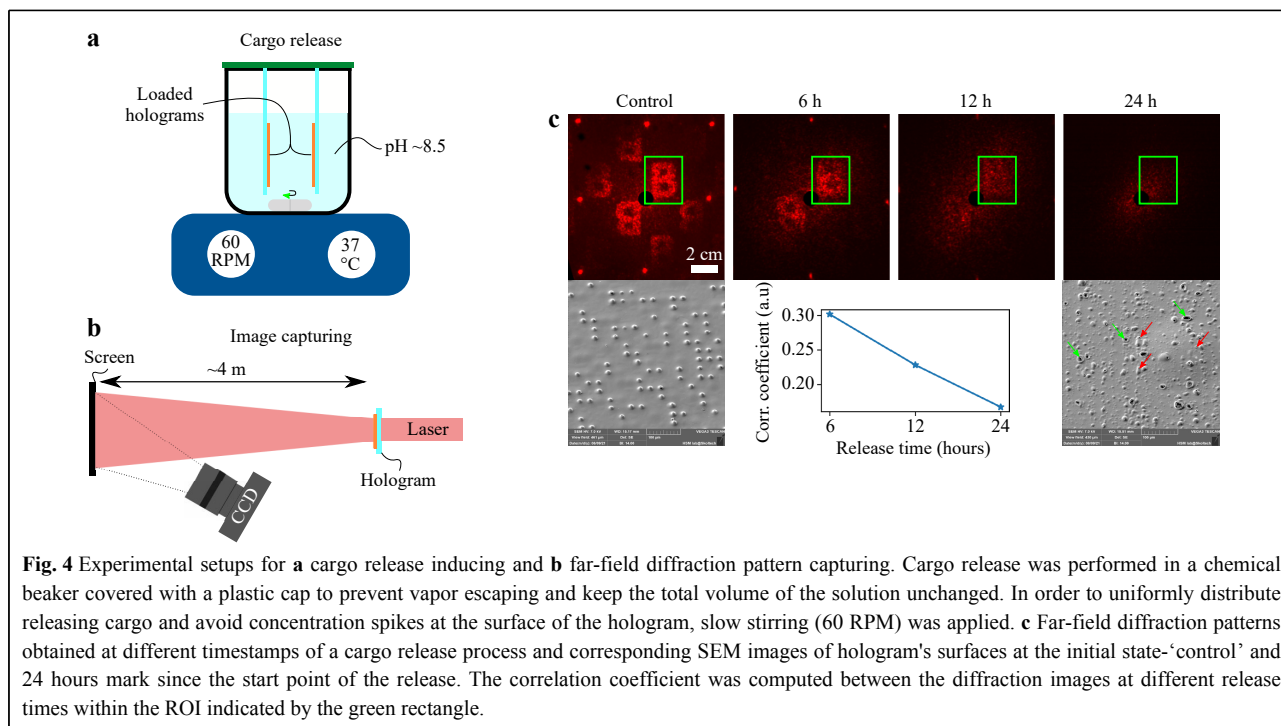 a
Cargo release
Loaded
holograms
pH ~8.5
60
RPM
37
°C
b
Image capturing
Screen
~4 m
Laser
Hologram
CCD
c
Control
6 h
12 h
24 h
2 cm
Corr. coefficient (a.u)
0.30
0.25
0.20
6
12
24
Release time (hours)
Fig. 4 Experimental setups for a cargo release inducing and b far-field diffraction pattern capturing. Cargo release was performed in a chemical
beaker covered with a plastic cap to prevent vapor escaping and keep the total volume of the solution unchanged. In order to uniformly distribute
releasing cargo and avoid concentration spikes at the surface of the hologram, slow stirring (60 RPM) was applied. c Far-field diffraction patterns
obtained at different timestamps of a cargo release process and corresponding SEM images of hologram's surfaces at the initial state-‘control’ and
24 hours mark since the start point of the release. The correlation coefficient was computed between the diffraction images at different release
times within the ROI indicated by the green rectangle.